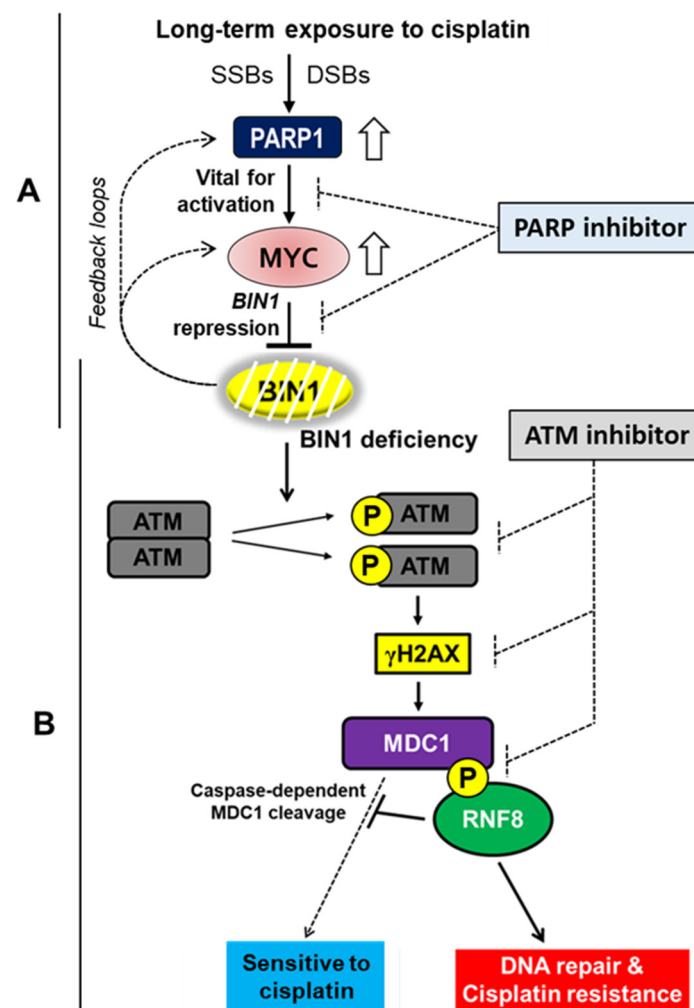 Long-term exposure to cisplatin
SSBs DSBs
PARP1
A
Vital for
activation
Feedback loops
PARP inhibitor
MYC
BIN1
repression
BIN1
BIN1 deficiency
ATM inhibitor
ATM
ATM
P ATM
P ATM
γH2AX
B
MDC1
P
Caspase-dependent
MDC1 cleavage
RNF8
Sensitive to
cisplatin
DNA repair &
Cisplatin resistance